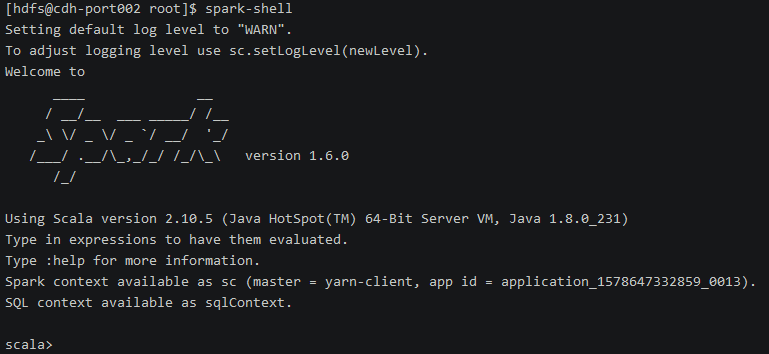 [hdfs@cdh-port002 root]$ spark-shell
Setting default log level to "WARN".
To adjust logging level use sc.setLogLevel(newLevel).
Welcome to
      ____              __
     / __/__  ___ _____/ /__
    _\ \/ _ \/ _ `/ __/  '_/
   /___/ .__/\_,_/_/ /_/\_\   version 1.6.0
      /_/
Using Scala version 2.10.5 (Java HotSpot(TM) 64-Bit Server VM, Java 1.8.0_231)
Type in expressions to have them evaluated.
Type :help for more information.
Spark context available as sc (master = yarn-client, app id = application_1578647332859_0013).
SQL context available as sqlContext.
scala>